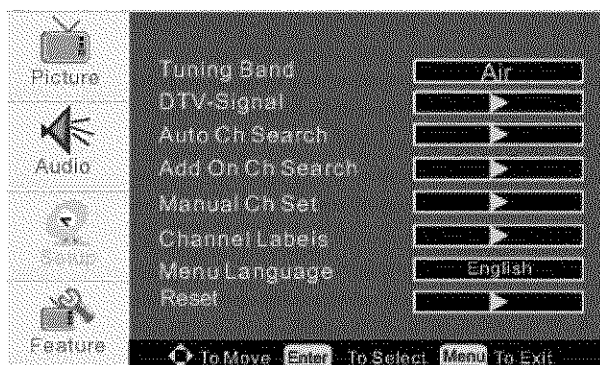 Picture
Audio
Setup
Feature
Tuning Band Air
DTV-Signal
Auto Ch Search
Add On Ch Search
Manual Ch Set
Channel Labels
Menu Language English
Reset
To Move Enter To Select Menu To Exit